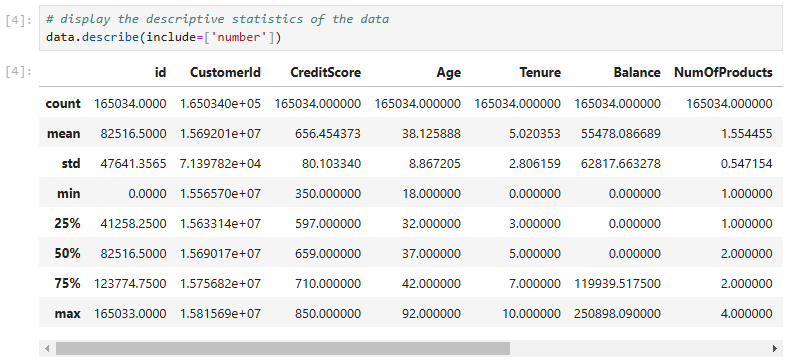 [4]: # display the descriptive statistics of the data
data.describe(include=['number'])
[4]: id CustomerId CreditScore Age Tenure Balance NumOfProducts
count 165034.0000 1.650340e+05 165034.000000 165034.000000 165034.000000 165034.000000 165034.000000
mean 82516.5000 1.569201e+07 656.454373 38.125888 5.020353 55478.086689 1.554455
std 47641.3565 7.139782e+04 80.103340 8.867205 2.806159 62817.663278 0.547154
min 0.0000 1.556570e+07 350.000000 18.000000 0.000000 0.000000 1.000000
25% 41258.2500 1.563314e+07 597.000000 32.000000 3.000000 0.000000 1.000000
50% 82516.5000 1.569017e+07 659.000000 37.000000 5.000000 0.000000 2.000000
75% 123774.7500 1.575682e+07 710.000000 42.000000 7.000000 119939.517500 2.000000
max 165033.0000 1.581569e+07 850.000000 92.000000 10.000000 250898.090000 4.000000